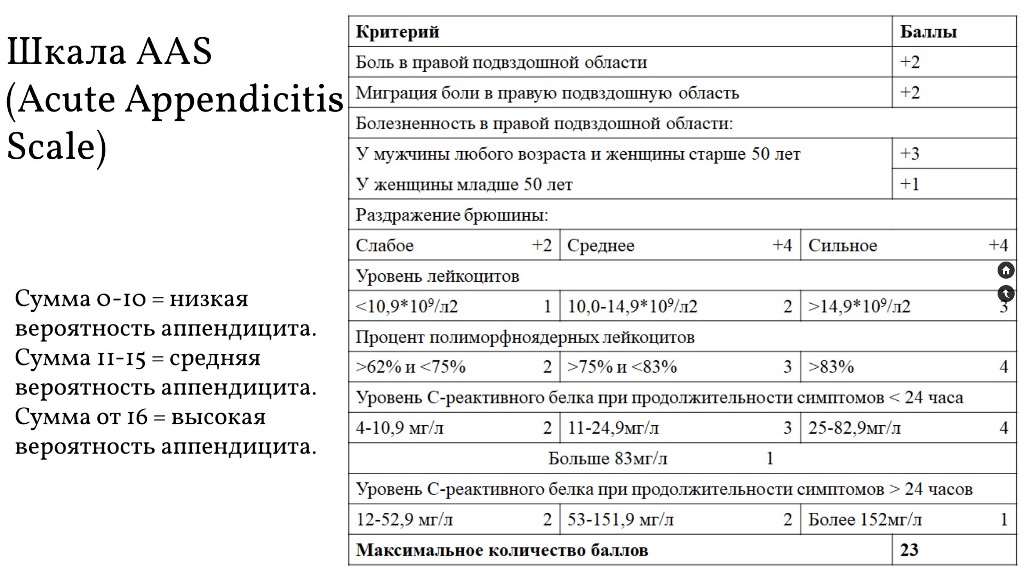 Шкала AAS
(Acute Appendicitis
Scale)
Сумма 0-10 = низкая
вероятность аппендицита.
Сумма 11-15 = средняя
вероятность аппендицита.
Сумма от 16 = высокая
вероятность аппендицита.
Критерий Баллы
Боль в правой подвздошной области +2
Миграция боли в правую подвздошную область +2
Болезненность в правой подвздошной области:
У мужчины любого возраста и женщины старше 50 лет +3
У женщины младше 50 лет +1
Раздражение брюшины:
Слабое +2 Среднее +4 Сильное +4
Уровень лейкоцитов
<10,9*10⁹/л2 1 10,0-14,9*10⁹/л2 2 >14,9*10⁹/л2 3
Процент полиморфноядерных лейкоцитов
>62% и <75% 2 >75% и <83% 3 >83% 4
Уровень С-реактивного белка при продолжительности симптомов < 24 часа
4-10,9 мг/л 2 11-24,9мг/л 3 25-82,9мг/л 4
Больше 83мг/л 1
Уровень С-реактивного белка при продолжительности симптомов > 24 часов
12-52,9 мг/л 2 53-151,9 мг/л 2 Более 152мг/л 1
Максимальное количество баллов 23